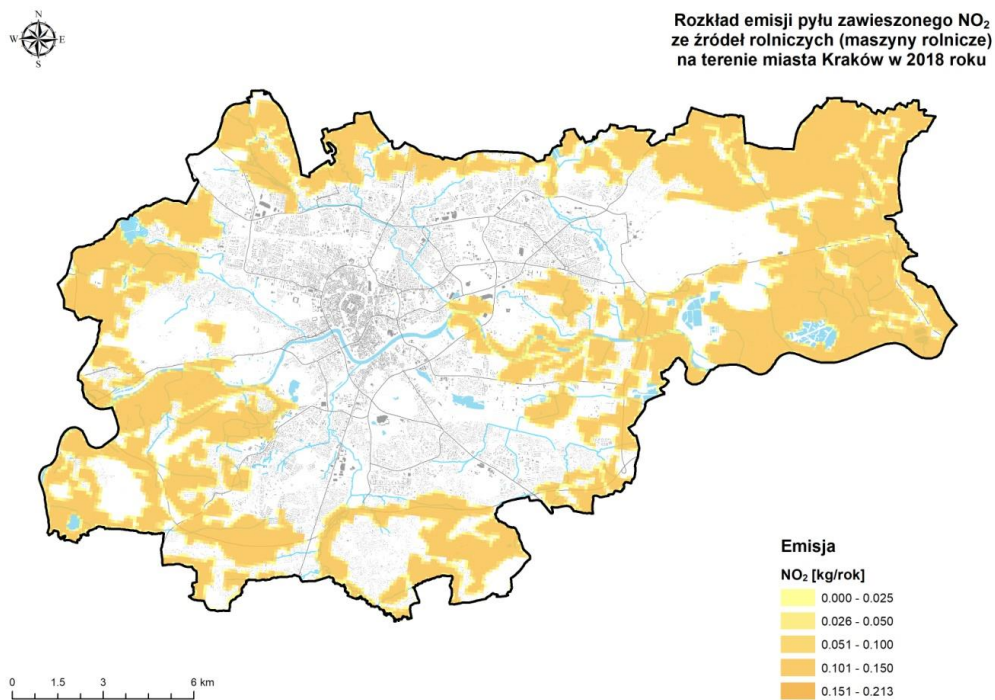 N
W E
S
Rozkład emisji pyłu zawieszonego NO₂
ze źródeł rolniczych (maszyny rolnicze)
na terenie miasta Kraków w 2018 roku
Emisja
NO₂ [kg/rok]
0.000 - 0.025
0.026 - 0.050
0.051 - 0.100
0.101 - 0.150
0.151 - 0.213
0 1.5 3 6 km